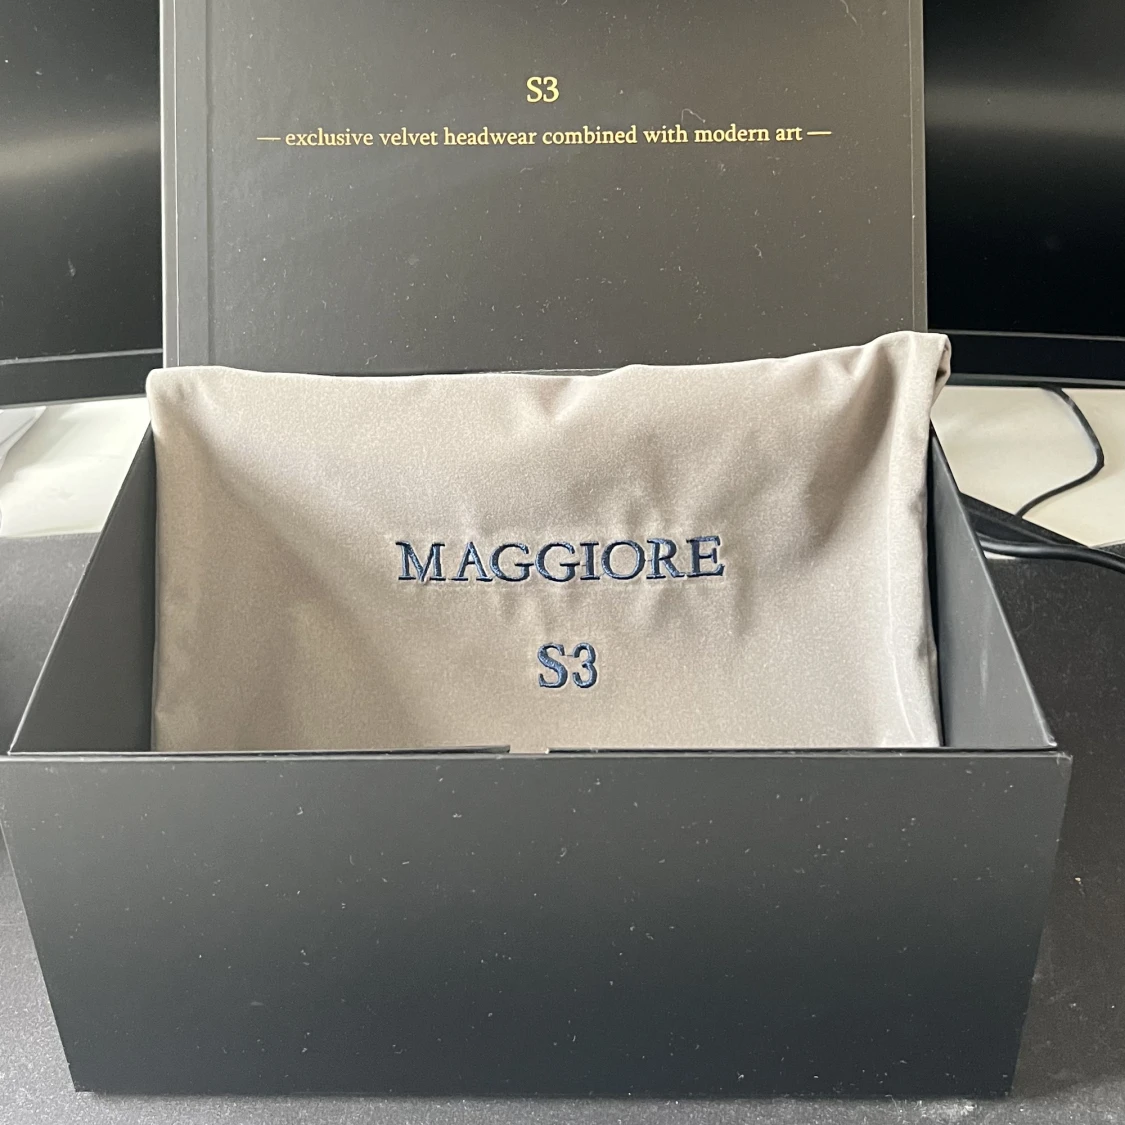 S3
— exclusive velvet headwear combined with modern art —
MAGGIORE
S3